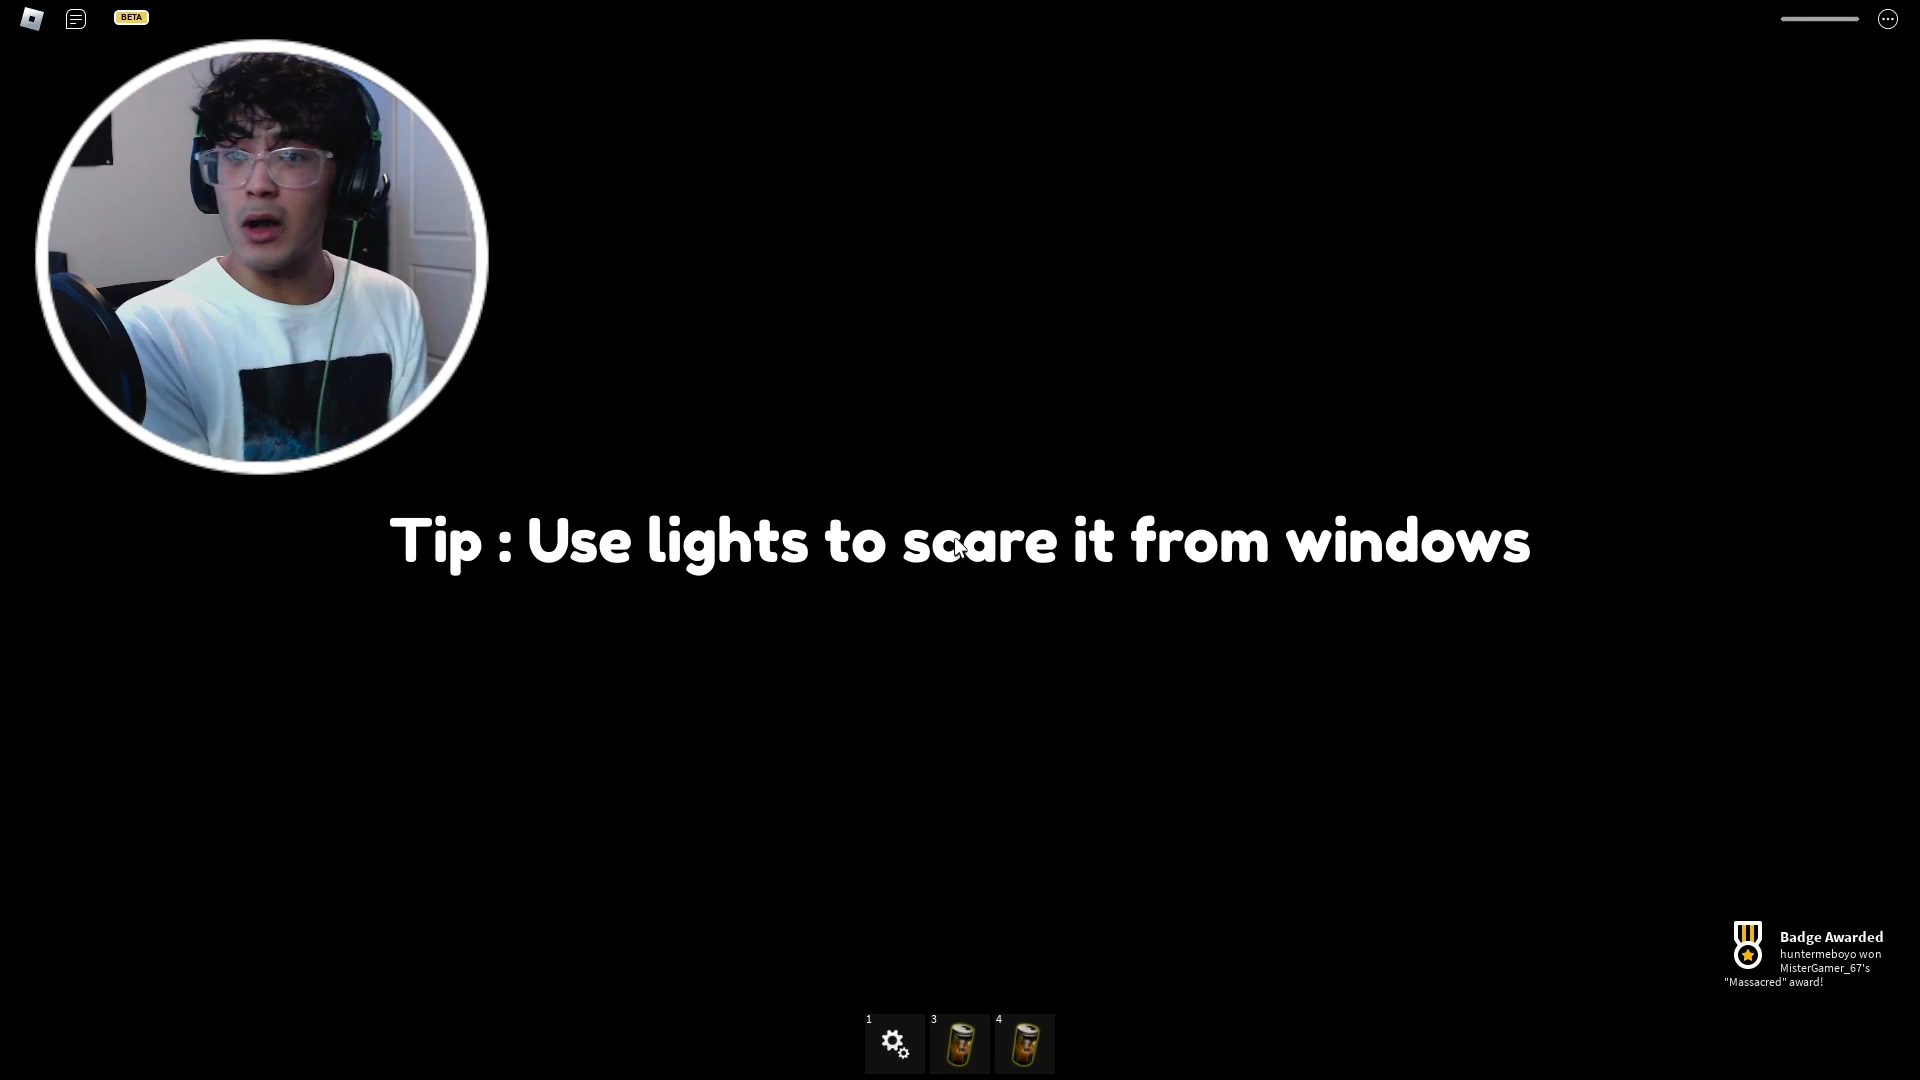 BETA
Tip : Use lights to scare it from windows
Badge Awarded
huntermeboyo won
MisterGamer_67's
"Massacred" award!
1
3
4